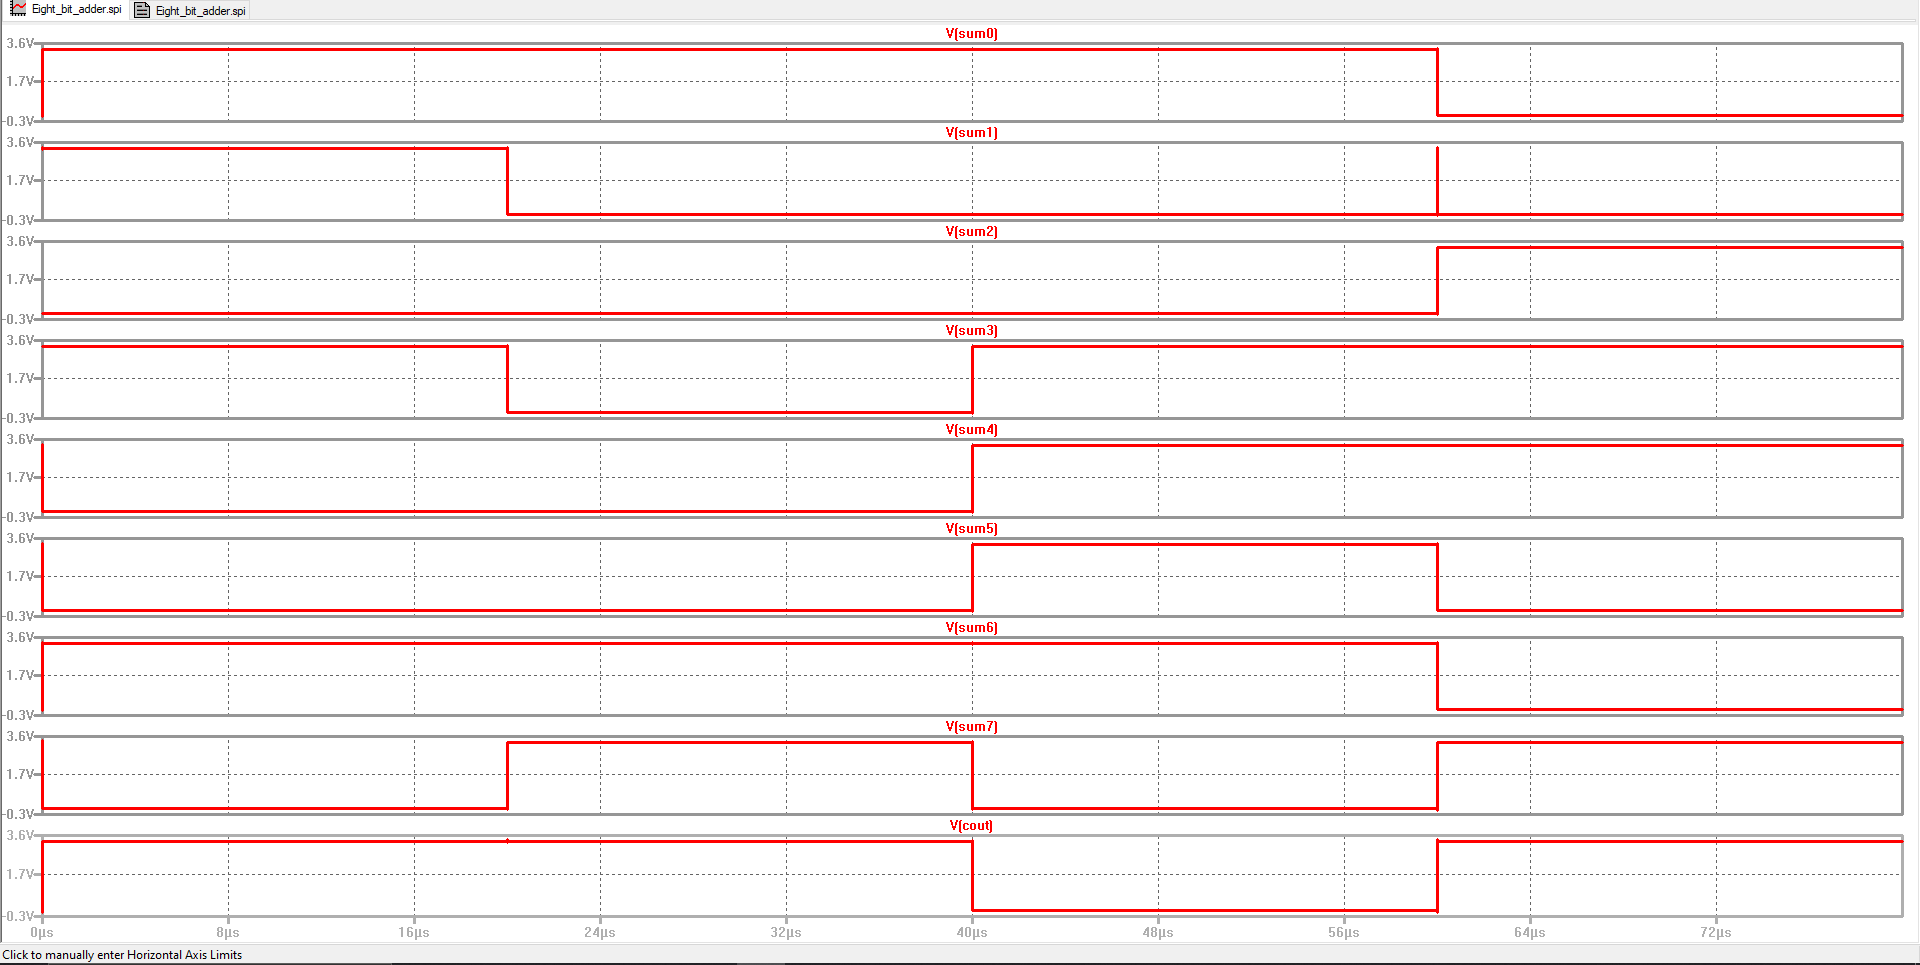 Eight_bit_adder.spi Eight_bit_adder.spi
V(sum0)
3.6V
1.7V
-0.3V
V(sum1)
3.6V
1.7V
-0.3V
V(sum2)
3.6V
1.7V
-0.3V
V(sum3)
3.6V
1.7V
-0.3V
V(sum4)
3.6V
1.7V
-0.3V
V(sum5)
3.6V
1.7V
-0.3V
V(sum6)
3.6V
1.7V
-0.3V
V(sum7)
3.6V
1.7V
-0.3V
V(cout)
3.6V
1.7V
-0.3V
0µs 8µs 16µs 24µs 32µs 40µs 48µs 56µs 64µs 72µs
Click to manually enter Horizontal Axis Limits